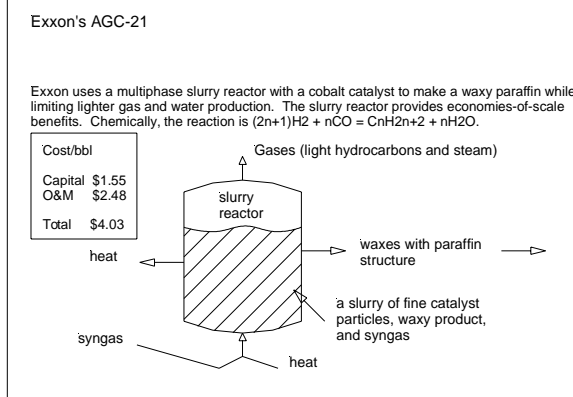 Exxon's AGC-21
Exxon uses a multiphase slurry reactor with a cobalt catalyst to make a waxy paraffin while
limiting lighter gas and water production. The slurry reactor provides economies-of-scale
benefits. Chemically, the reaction is (2n+1)H2 + nCO = CnH2n+2 + nH2O.
Cost/bbl
Capital $1.55
O&M $2.48
Total $4.03
Gases (light hydrocarbons and steam)
slurry
reactor
heat
waxes with paraffin
structure
a slurry of fine catalyst
particles, waxy product,
and syngas
syngas
heat